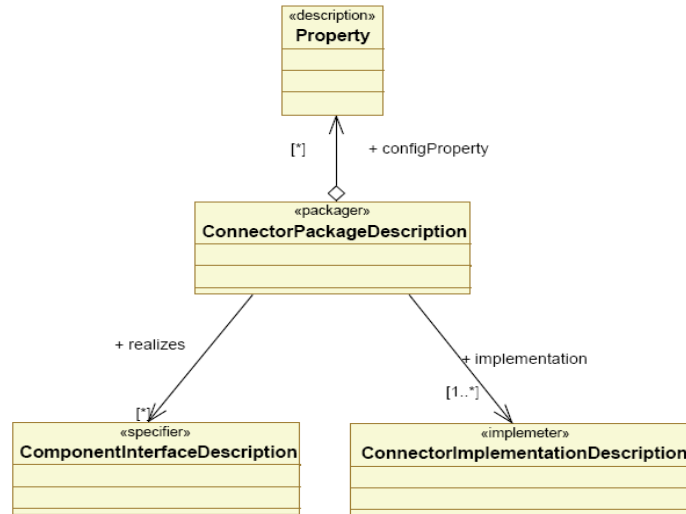 «description»
Property
[*]
+ configProperty
«packager»
ConnectorPackageDescription
+ realizes
+ implementation
[*]
[1..*]
«specifier»
ComponentInterfaceDescription
«implemeter»
ConnectorImplementationDescription